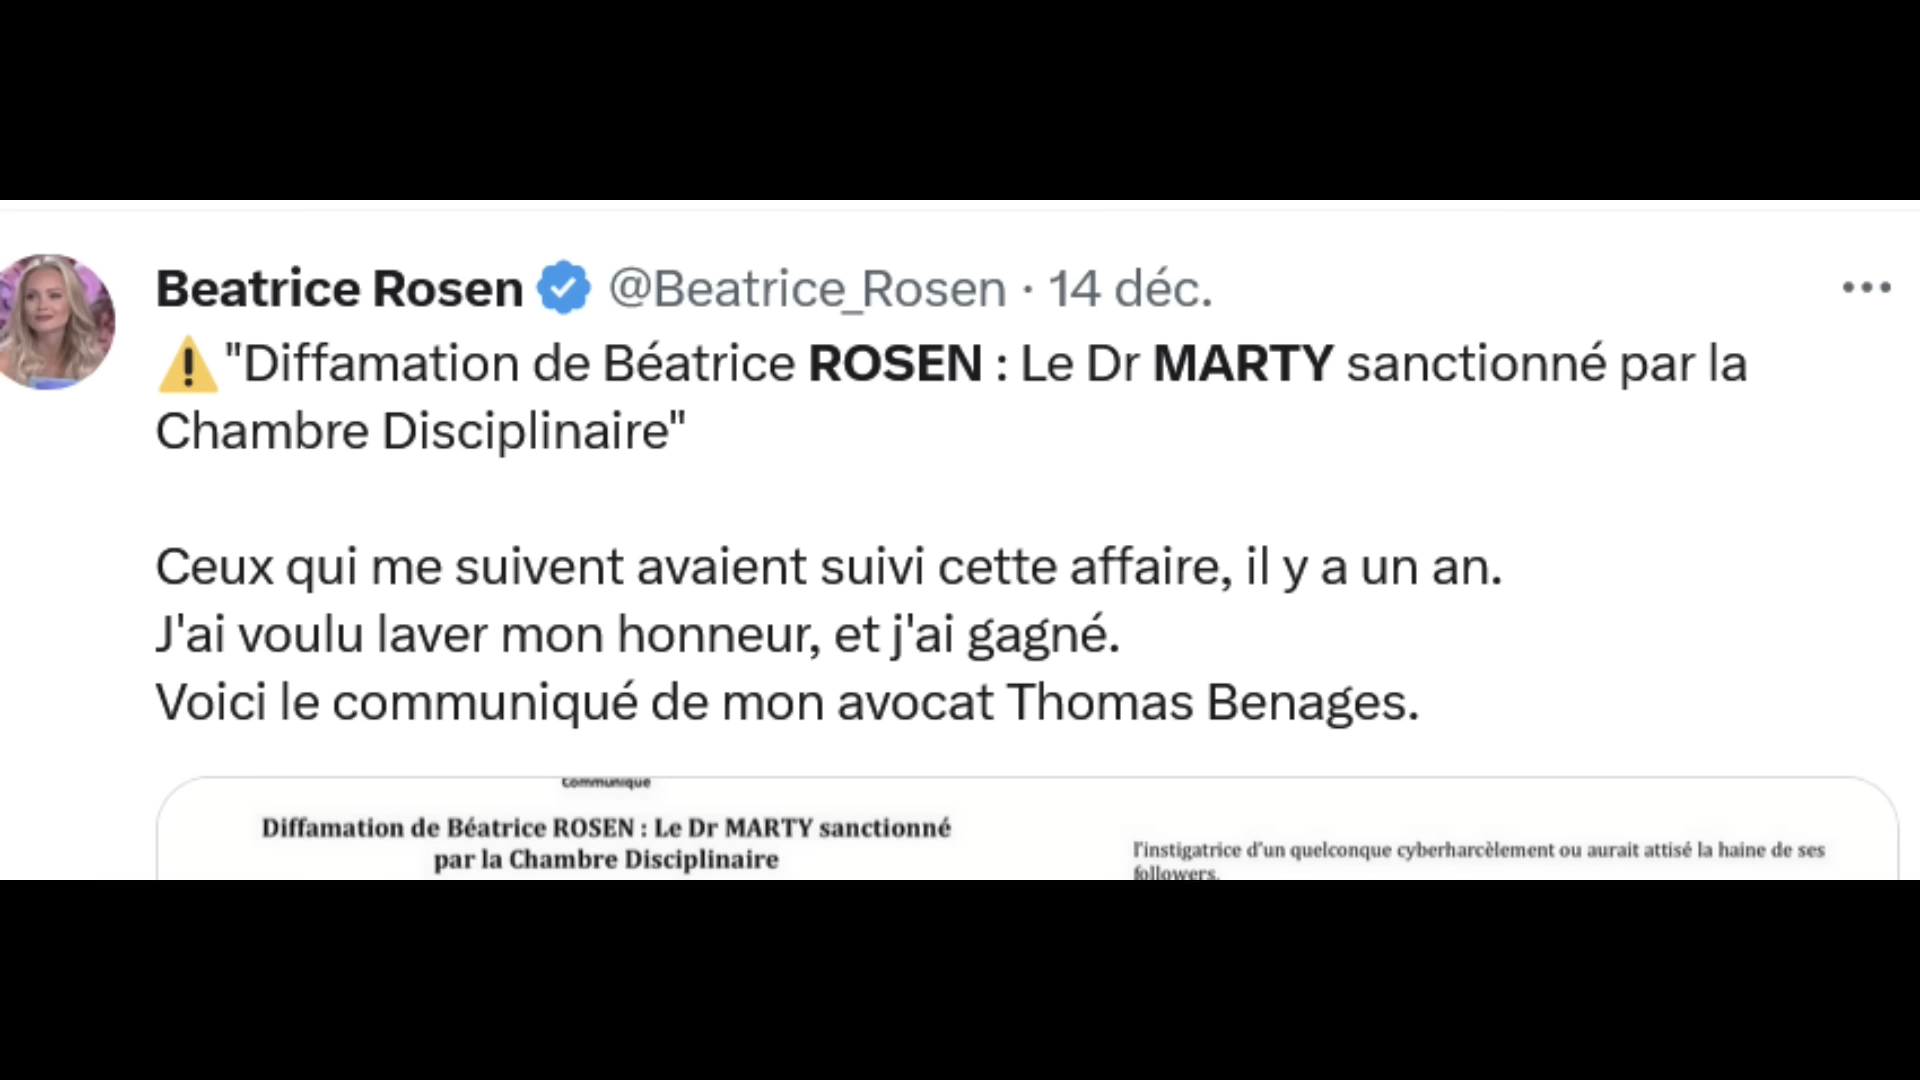 Beatrice Rosen @Beatrice_Rosen · 14 déc.
⚠️"Diffamation de Béatrice ROSEN : Le Dr MARTY sanctionné par la
Chambre Disciplinaire"
Ceux qui me suivent avaient suivi cette affaire, il y a un an.
J'ai voulu laver mon honneur, et j'ai gagné.
Voici le communiqué de mon avocat Thomas Benages.
Communiqué
Diffamation de Béatrice ROSEN : Le Dr MARTY sanctionné
par la Chambre Disciplinaire
l'instigatrice d'un quelconque cyberharcèlement ou aurait attisé la haine de ses
followers.